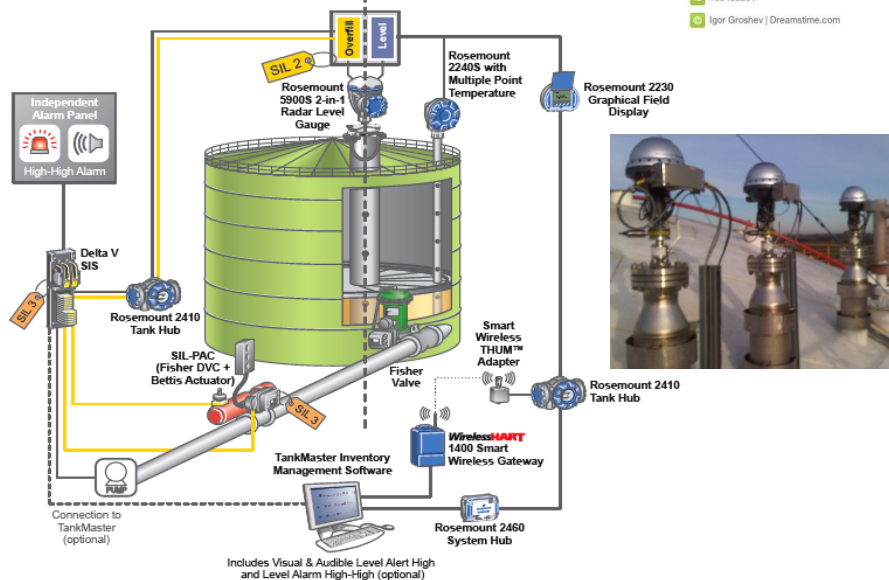 Igor Groshev | Dreamstime.com
Overfill
Level
SIL 2
Rosemount
5900S 2-in-1
Radar Level
Gauge
Rosemount
2240S with
Multiple Point
Temperature
Rosemount 2230
Graphical Field
Display
Independent
Alarm Panel
High-High Alarm
Delta V
SIS
SIL 3
Rosemount 2410
Tank Hub
SIL-PAC
(Fisher DVC +
Bettis Actuator)
SIL 3
Fisher
Valve
Smart
Wireless
THUM™
Adapter
Rosemount 2410
Tank Hub
WirelessHART
1400 Smart
Wireless Gateway
TankMaster Inventory
Management Software
PUMP
Connection to
TankMaster
(optional)
Rosemount 2460
System Hub
Includes Visual & Audible Level Alert High
and Level Alarm High-High (optional)